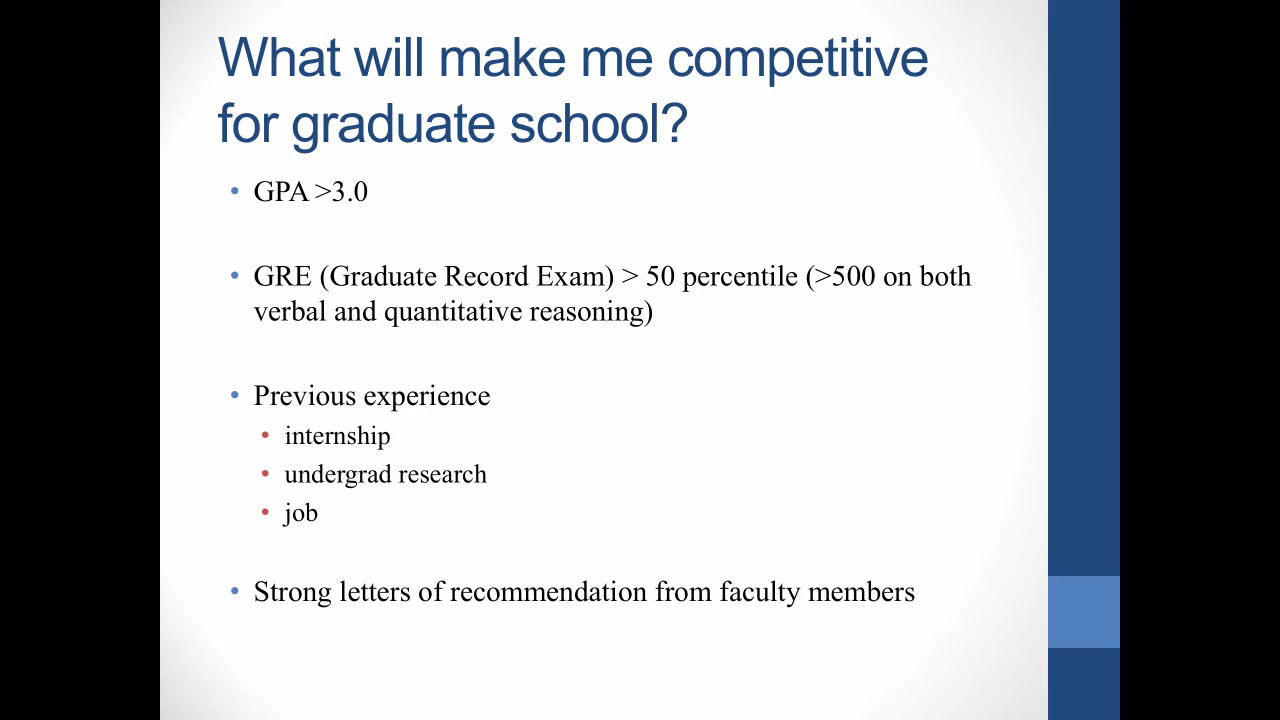 What will make me competitive
for graduate school?
• GPA >3.0
• GRE (Graduate Record Exam) > 50 percentile (>500 on both
verbal and quantitative reasoning)
• Previous experience
• internship
• undergrad research
• job
• Strong letters of recommendation from faculty members